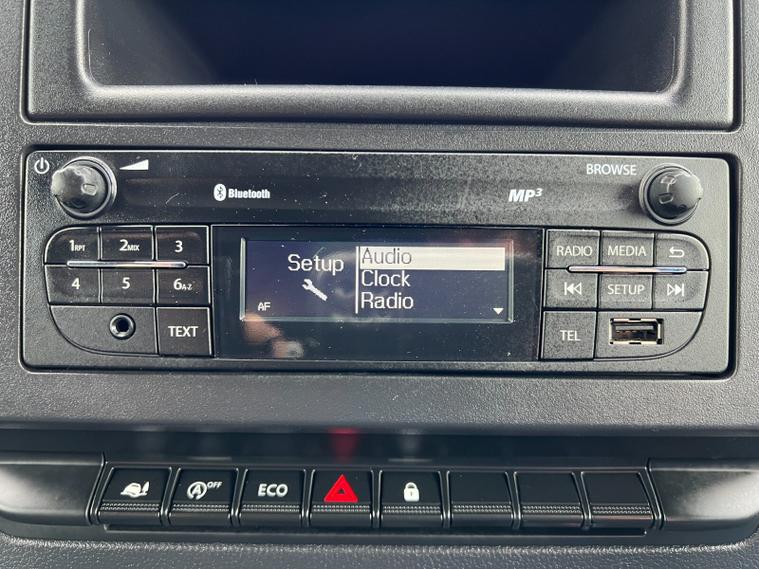 BROWSE
Bluetooth
MP3
1RPT
2MIX
3
4
5
6A-Z
TEXT
Setup
AF
Audio
Clock
Radio
RADIO
MEDIA
SETUP
TEL
A OFF
ECO